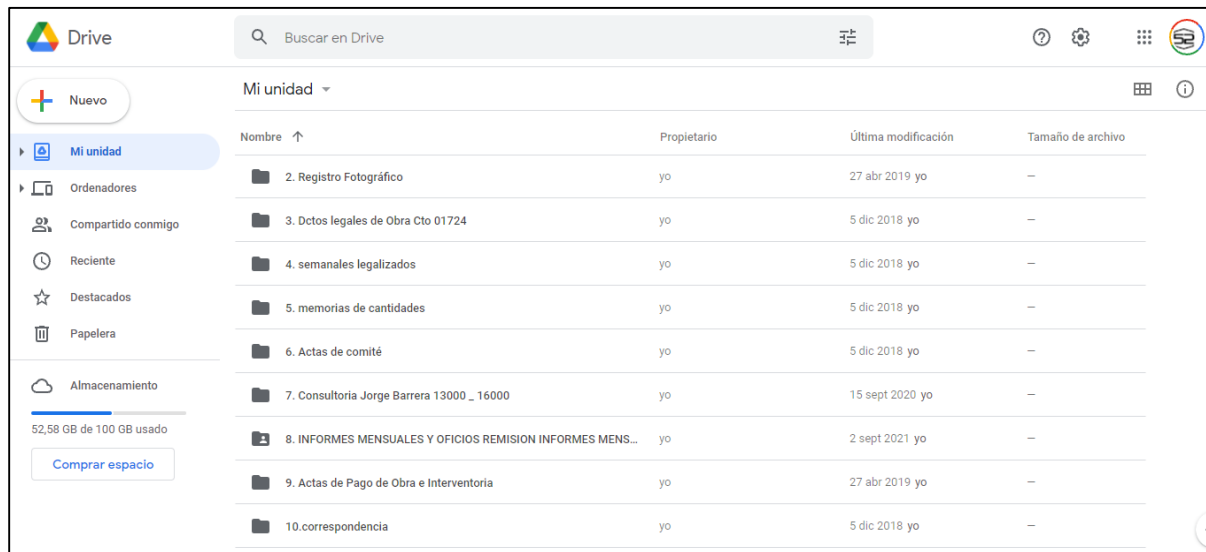 Drive
Buscar en Drive
Nuevo
Mi unidad
Ordenadores
Compartido conmigo
Reciente
Destacados
Papelera
Almacenamiento
52,58 GB de 100 GB usado
Comprar espacio
Mi unidad
Nombre Propietario Última modificación Tamaño de archivo
2. Registro Fotográfico yo 27 abr 2019 yo —
3. Dctos legales de Obra Cto 01724 yo 5 dic 2018 yo —
4. semanales legalizados yo 5 dic 2018 yo —
5. memorias de cantidades yo 5 dic 2018 yo —
6. Actas de comité yo 5 dic 2018 yo —
7. Consultoria Jorge Barrera 13000 _ 16000 yo 15 sept 2020 yo —
8. INFORMES MENSUALES Y OFICIOS REMISION INFORMES MENS... yo 2 sept 2021 yo —
9. Actas de Pago de Obra e Interventoria yo 27 abr 2019 yo —
10.correspondencia yo 5 dic 2018 yo —